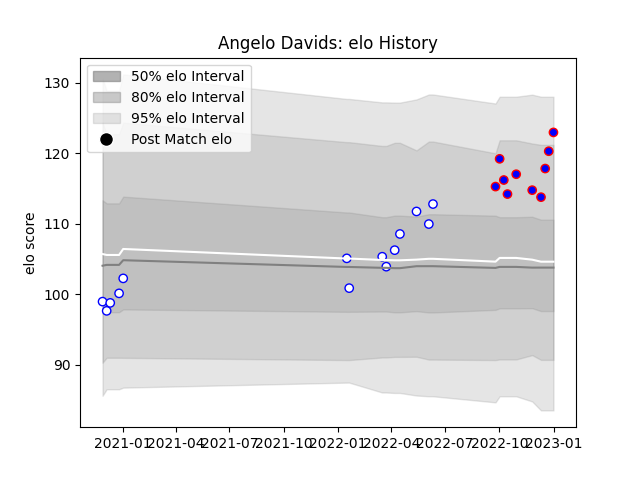 Angelo Davids: elo History
50% elo Interval
80% elo Interval
95% elo Interval
Post Match elo
elo score
130
120
110
100
90
2021-01 2021-04 2021-07 2021-10 2022-01 2022-04 2022-07 2022-10 2023-01